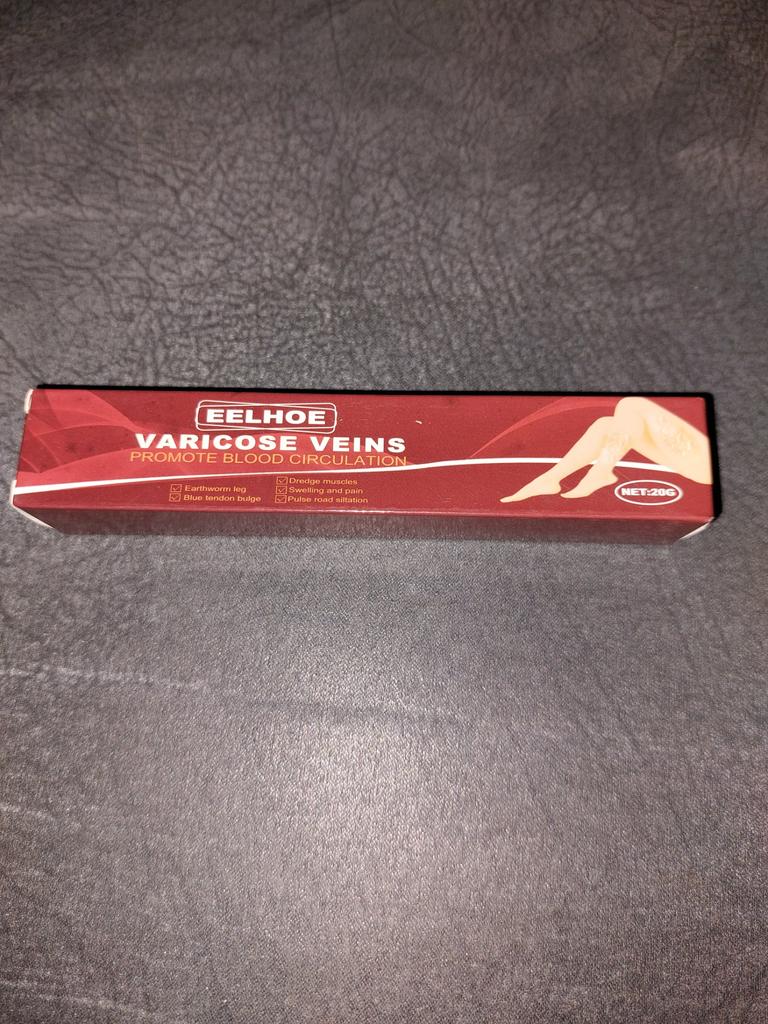 EELHOE
VARICOSE VEINS
PROMOTE BLOOD CIRCULATION
Earthworm leg
Blue tendon bulge
Dredge muscles
Swelling and pain
Pulse road siltation
NET:20G